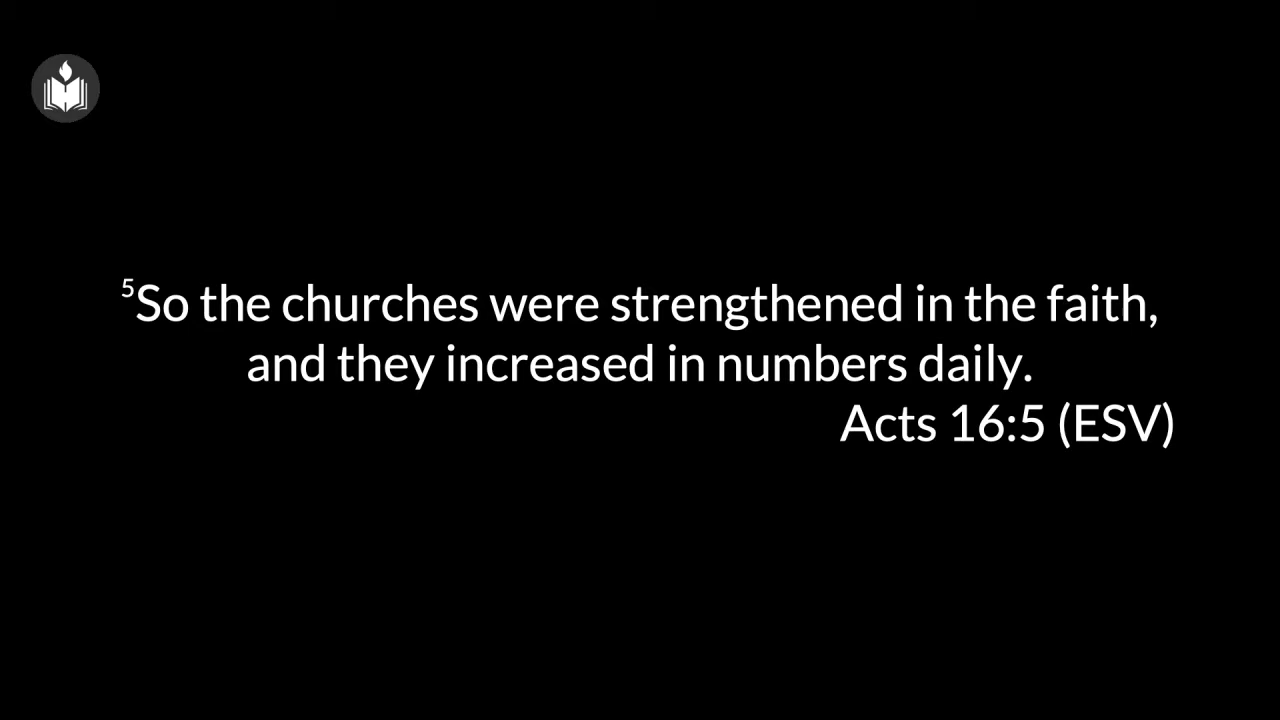 ⁵So the churches were strengthened in the faith,
and they increased in numbers daily.
Acts 16:5 (ESV)